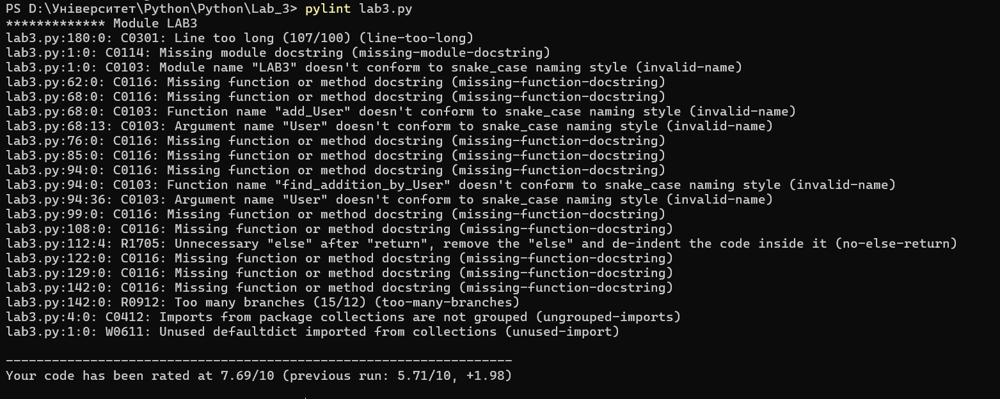 PS D:\Університет\Python\Python\Lab_3> pylint lab3.py
************* Module LAB3
lab3.py:180:0: C0301: Line too long (107/100) (line-too-long)
lab3.py:1:0: C0114: Missing module docstring (missing-module-docstring)
lab3.py:1:0: C0103: Module name "LAB3" doesn't conform to snake_case naming style (invalid-name)
lab3.py:62:0: C0116: Missing function or method docstring (missing-function-docstring)
lab3.py:68:0: C0116: Missing function or method docstring (missing-function-docstring)
lab3.py:68:0: C0103: Function name "add_User" doesn't conform to snake_case naming style (invalid-name)
lab3.py:68:13: C0103: Argument name "User" doesn't conform to snake_case naming style (invalid-name)
lab3.py:76:0: C0116: Missing function or method docstring (missing-function-docstring)
lab3.py:85:0: C0116: Missing function or method docstring (missing-function-docstring)
lab3.py:94:0: C0116: Missing function or method docstring (missing-function-docstring)
lab3.py:94:0: C0103: Function name "find_addition_by_User" doesn't conform to snake_case naming style (invalid-name)
lab3.py:94:36: C0103: Argument name "User" doesn't conform to snake_case naming style (invalid-name)
lab3.py:99:0: C0116: Missing function or method docstring (missing-function-docstring)
lab3.py:108:0: C0116: Missing function or method docstring (missing-function-docstring)
lab3.py:112:4: R1705: Unnecessary "else" after "return", remove the "else" and de-indent the code inside it (no-else-return)
lab3.py:122:0: C0116: Missing function or method docstring (missing-function-docstring)
lab3.py:129:0: C0116: Missing function or method docstring (missing-function-docstring)
lab3.py:142:0: C0116: Missing function or method docstring (missing-function-docstring)
lab3.py:142:0: R0912: Too many branches (15/12) (too-many-branches)
lab3.py:4:0: C0412: Imports from package collections are not grouped (ungrouped-imports)
lab3.py:1:0: W0611: Unused defaultdict imported from collections (unused-import)
------------------------------------------------------------------
Your code has been rated at 7.69/10 (previous run: 5.71/10, +1.98)